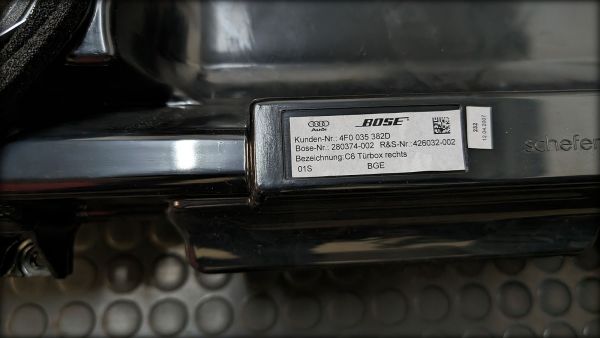 Audi
BOSE
Kunden-Nr.: 4F0 035 382D
Bose-Nr.: 280374-002 R&S-Nr.:426032-002
Bezeichnung:C6 Türbox rechts
01S BGE
232
12.04.2007
schefen